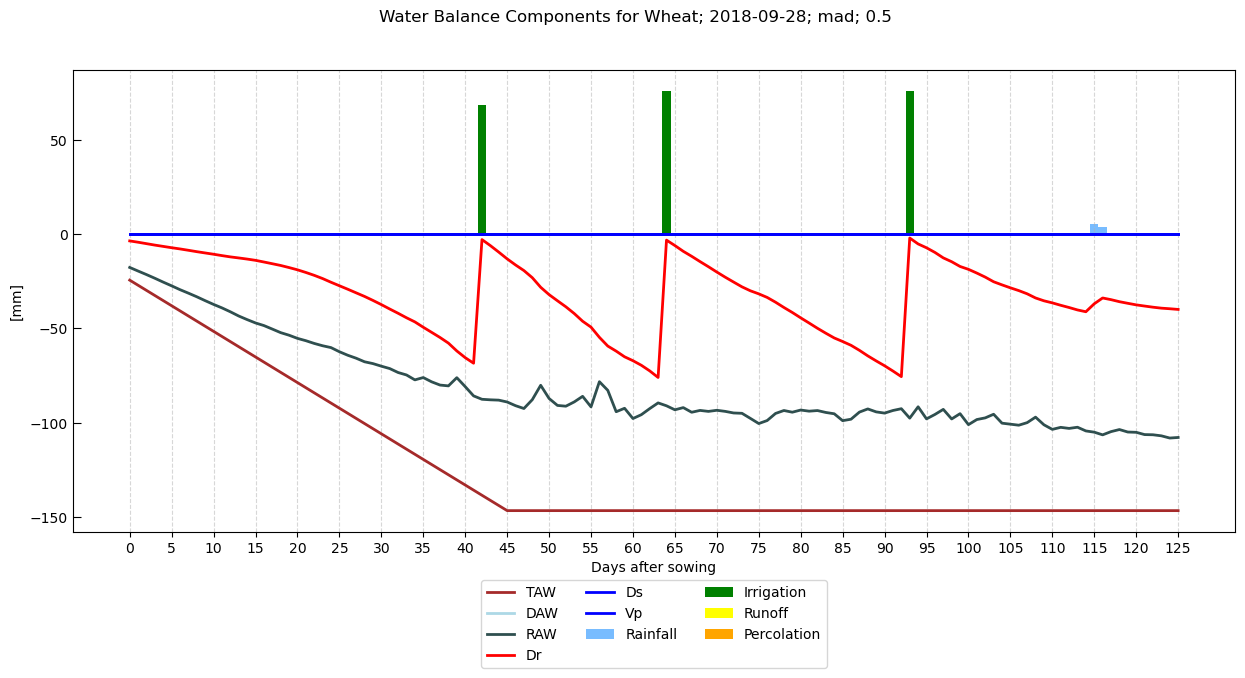 Water Balance Components for Wheat; 2018-09-28; mad; 0.5
50
0
−50
−100
−150
[mm]
0 5 10 15 20 25 30 35 40 45 50 55 60 65 70 75 80 85 90 95 100 105 110 115 120 125
Days after sowing
TAW Ds Irrigation
DAW Vp Runoff
RAW Rainfall Percolation
Dr